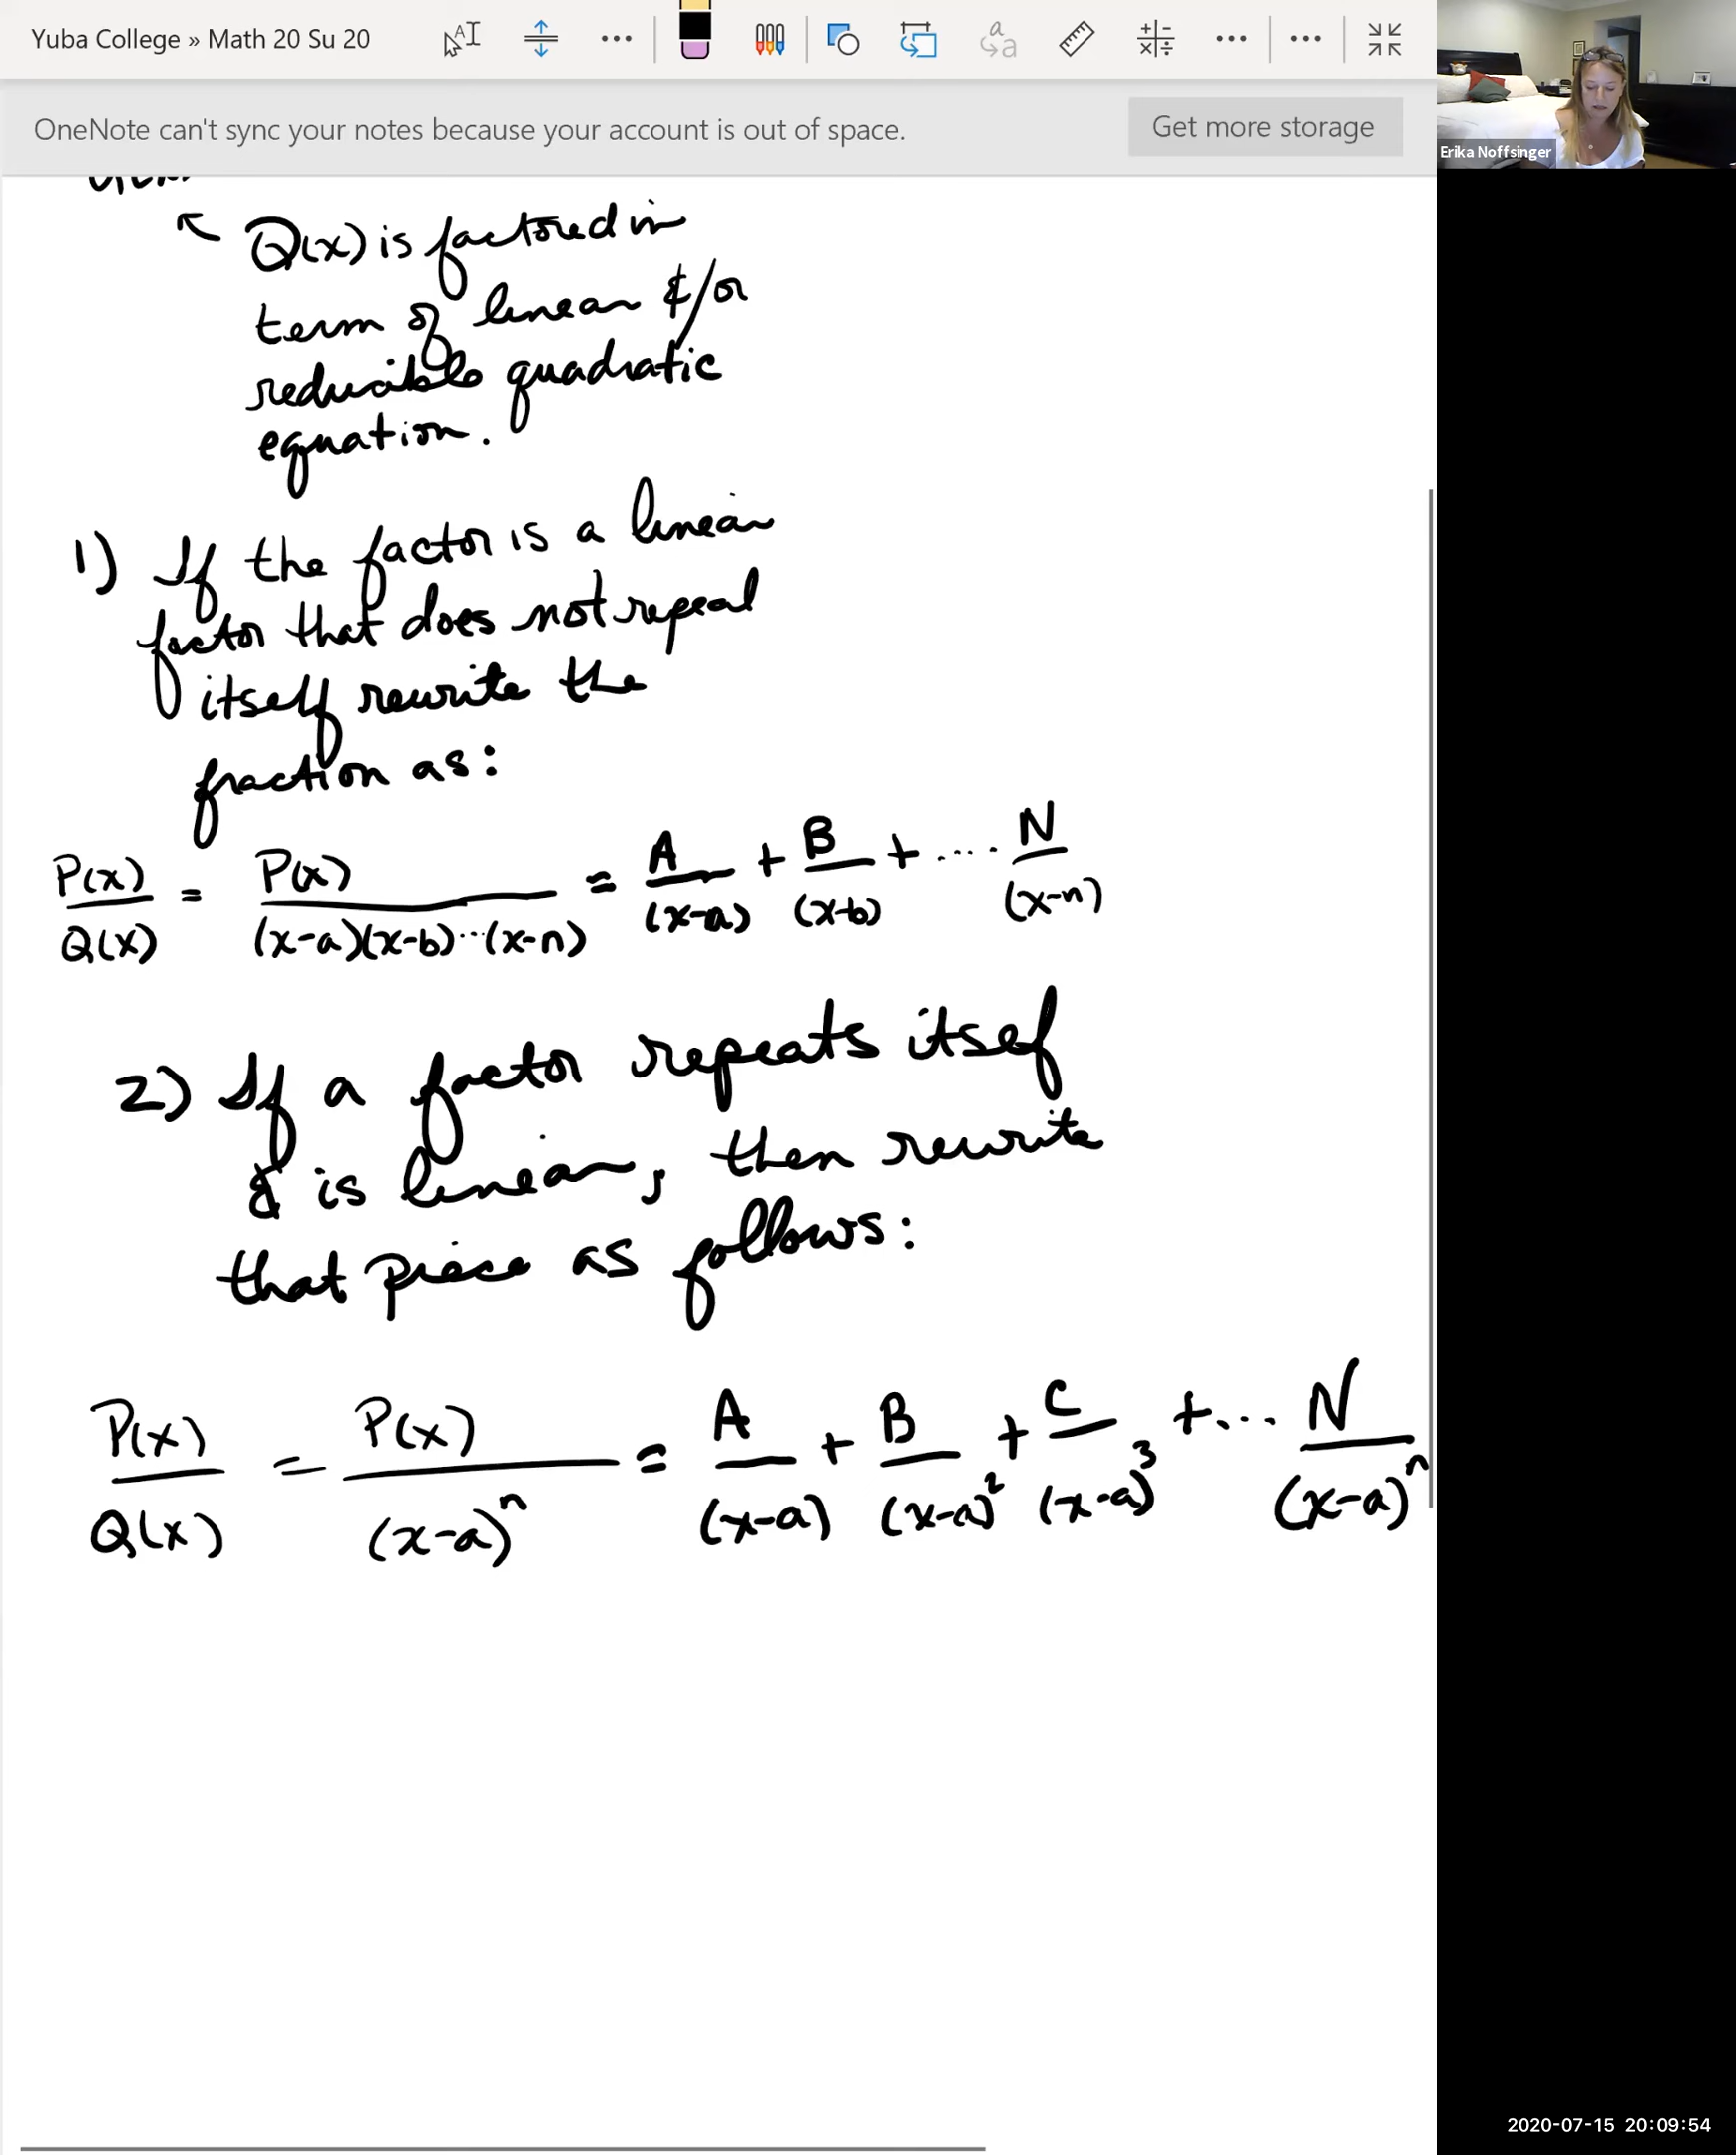 Yuba College » Math 20 Su 20
OneNote can't sync your notes because your account is out of space.
Get more storage
Erika Noffsinger
Q(x) is factored in
term of linear &/or
reducible quadratic
equation.
1) If the factor is a linear
factor that does not repeat
itself rewrite the
fraction as:
P(x)/Q(x) = P(x)/(x-a)(x-b)...(x-n) = A/(x-a) + B/(x-b) + .... N/(x-n)
2) If a factor repeats itsef
& is linear, then rewrite
that piece as follows:
P(x)/Q(x) = P(x)/(x-a)^n = A/(x-a) + B/(x-a)^2 + C/(x-a)^3 + ... N/(x-a)^n
2020-07-15 20:09:54